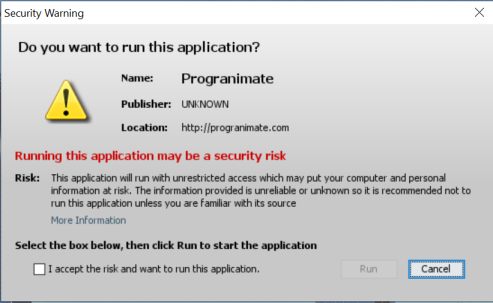 Security Warning
Do you want to run this application?
Name: Progranimate
Publisher: UNKNOWN
Location: http://progranimate.com
Running this application may be a security risk
Risk: This application will run with unrestricted access which may put your computer and personal
information at risk. The information provided is unreliable or unknown so it is recommended not to
run this application unless you are familiar with its source
More Information
Select the box below, then click Run to start the application
I accept the risk and want to run this application.
Run
Cancel